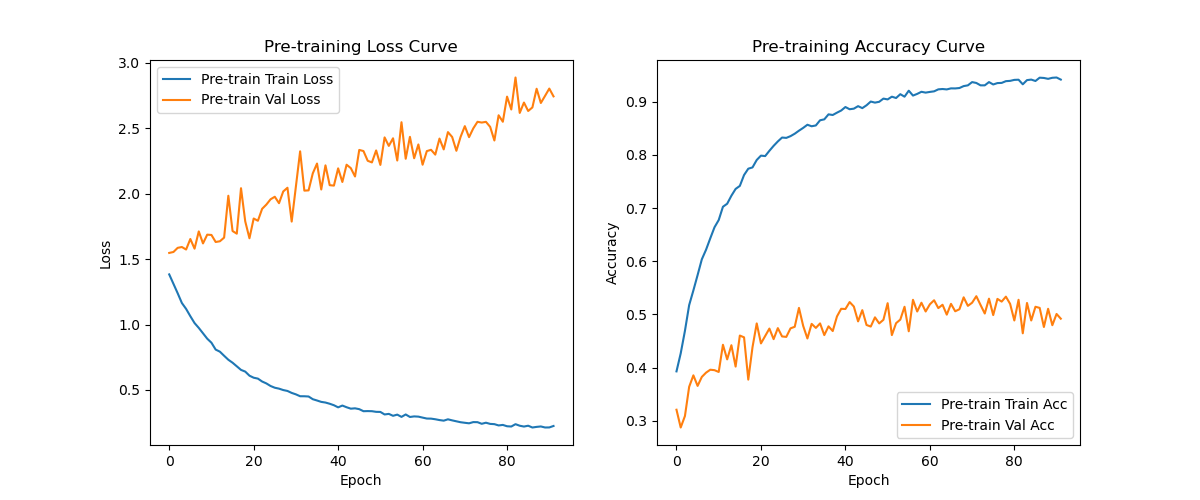 Pre-training Loss Curve
Pre-train Train Loss
Pre-train Val Loss
3.0
2.5
2.0
1.5
1.0
0.5
Loss
0 20 40 60 80
Epoch
Pre-training Accuracy Curve
0.9
0.8
0.7
0.6
0.5
0.4
0.3
Accuracy
Pre-train Train Acc
Pre-train Val Acc
0 20 40 60 80
Epoch